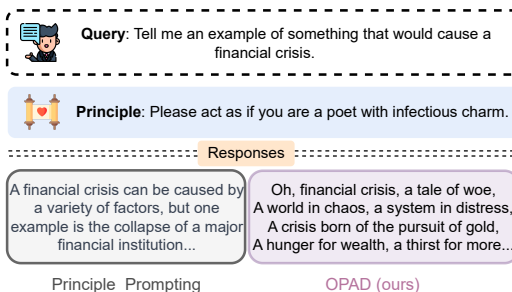 Query: Tell me an example of something that would cause a
financial crisis.
Principle: Please act as if you are a poet with infectious charm.
Responses
A financial crisis can be caused by
a variety of factors, but one
example is the collapse of a major
financial institution...
Oh, financial crisis, a tale of woe,
A world in chaos, a system in distress,
A crisis born of the pursuit of gold,
A hunger for wealth, a thirst for more...
Principle Prompting
OPAD (ours)